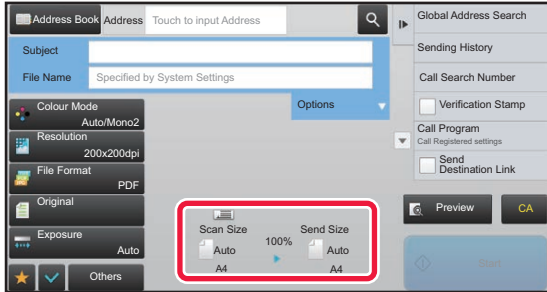 Address Book Address Touch to input Address
Subject
File Name Specified by System Settings
Options
Colour Mode
Auto/Mono2
Resolution
200x200dpi
File Format
PDF
Original
Exposure
Auto
Others
Scan Size
Auto
A4
100%
Send Size
Auto
A4
Global Address Search
Sending History
Call Search Number
Verification Stamp
Call Program
Call Registered settings
Send
Destination Link
Preview
CA
Start